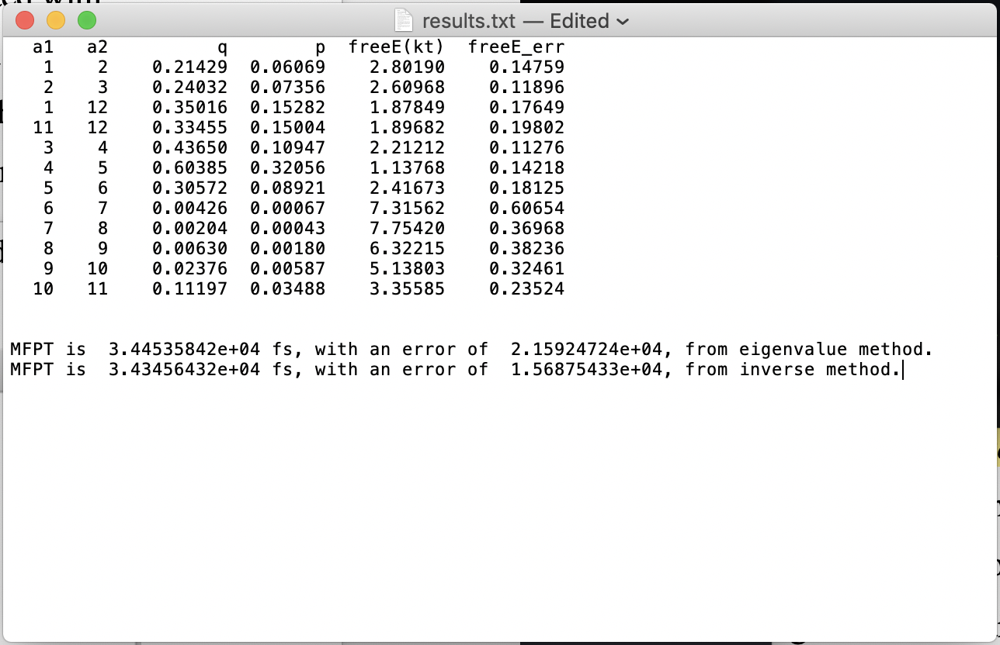 results.txt — Edited
a1 a2 q p freeE(kt) freeE_err
1 2 0.21429 0.06069 2.80190 0.14759
2 3 0.24032 0.07356 2.60968 0.11896
1 12 0.35016 0.15282 1.87849 0.17649
11 12 0.33455 0.15004 1.89682 0.19802
3 4 0.43650 0.10947 2.21212 0.11276
4 5 0.60385 0.32056 1.13768 0.14218
5 6 0.30572 0.08921 2.41673 0.18125
6 7 0.00426 0.00067 7.31562 0.60654
7 8 0.00204 0.00043 7.75420 0.36968
8 9 0.00630 0.00180 6.32215 0.38236
9 10 0.02376 0.00587 5.13803 0.32461
10 11 0.11197 0.03488 3.35585 0.23524
MFPT is 3.44535842e+04 fs, with an error of 2.15924724e+04, from eigenvalue method.
MFPT is 3.43456432e+04 fs, with an error of 1.56875433e+04, from inverse method.